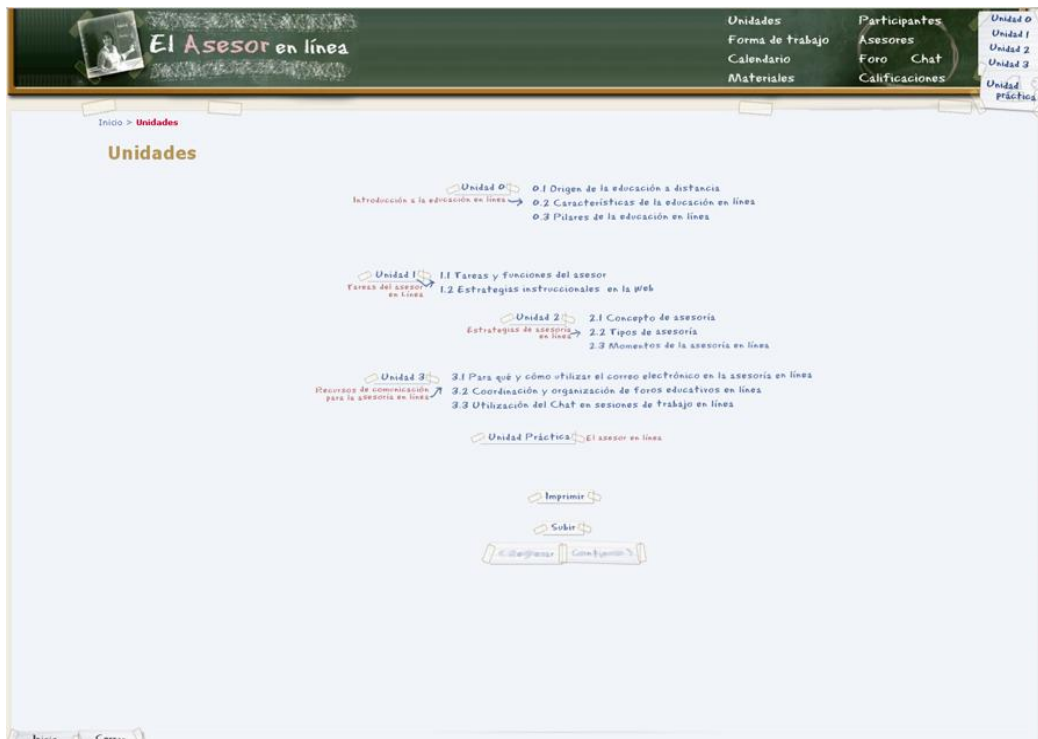 El Asesor en línea
Unidades
Forma de trabajo
Calendario
Materiales
Participantes
Asesores
Foro Chat
Calificaciones
Unidad 0
Unidad 1
Unidad 2
Unidad 3
Unidad
práctica
Inicio > Unidades
Unidades
Unidad 0
Introducción a la educación en línea
0.1 Origen de la educación a distancia
0.2 Características de la educación en línea
0.3 Pilares de la educación en línea
Unidad 1
Tareas del asesor
en Línea
1.1 Tareas y funciones del asesor
1.2 Estrategias instruccionales en la Web
Unidad 2
Estrategias de asesoría
en línea
2.1 Concepto de asesoría
2.2 Tipos de asesoría
2.3 Momentos de la asesoría en línea
Unidad 3
Recursos de comunicación
para la asesoría en línea
3.1 Para qué y cómo utilizar el correo electrónico en la asesoría en línea
3.2 Coordinación y organización de foros educativos en línea
3.3 Utilización del Chat en sesiones de trabajo en línea
Unidad Práctica
El asesor en línea
Imprimir
Subir